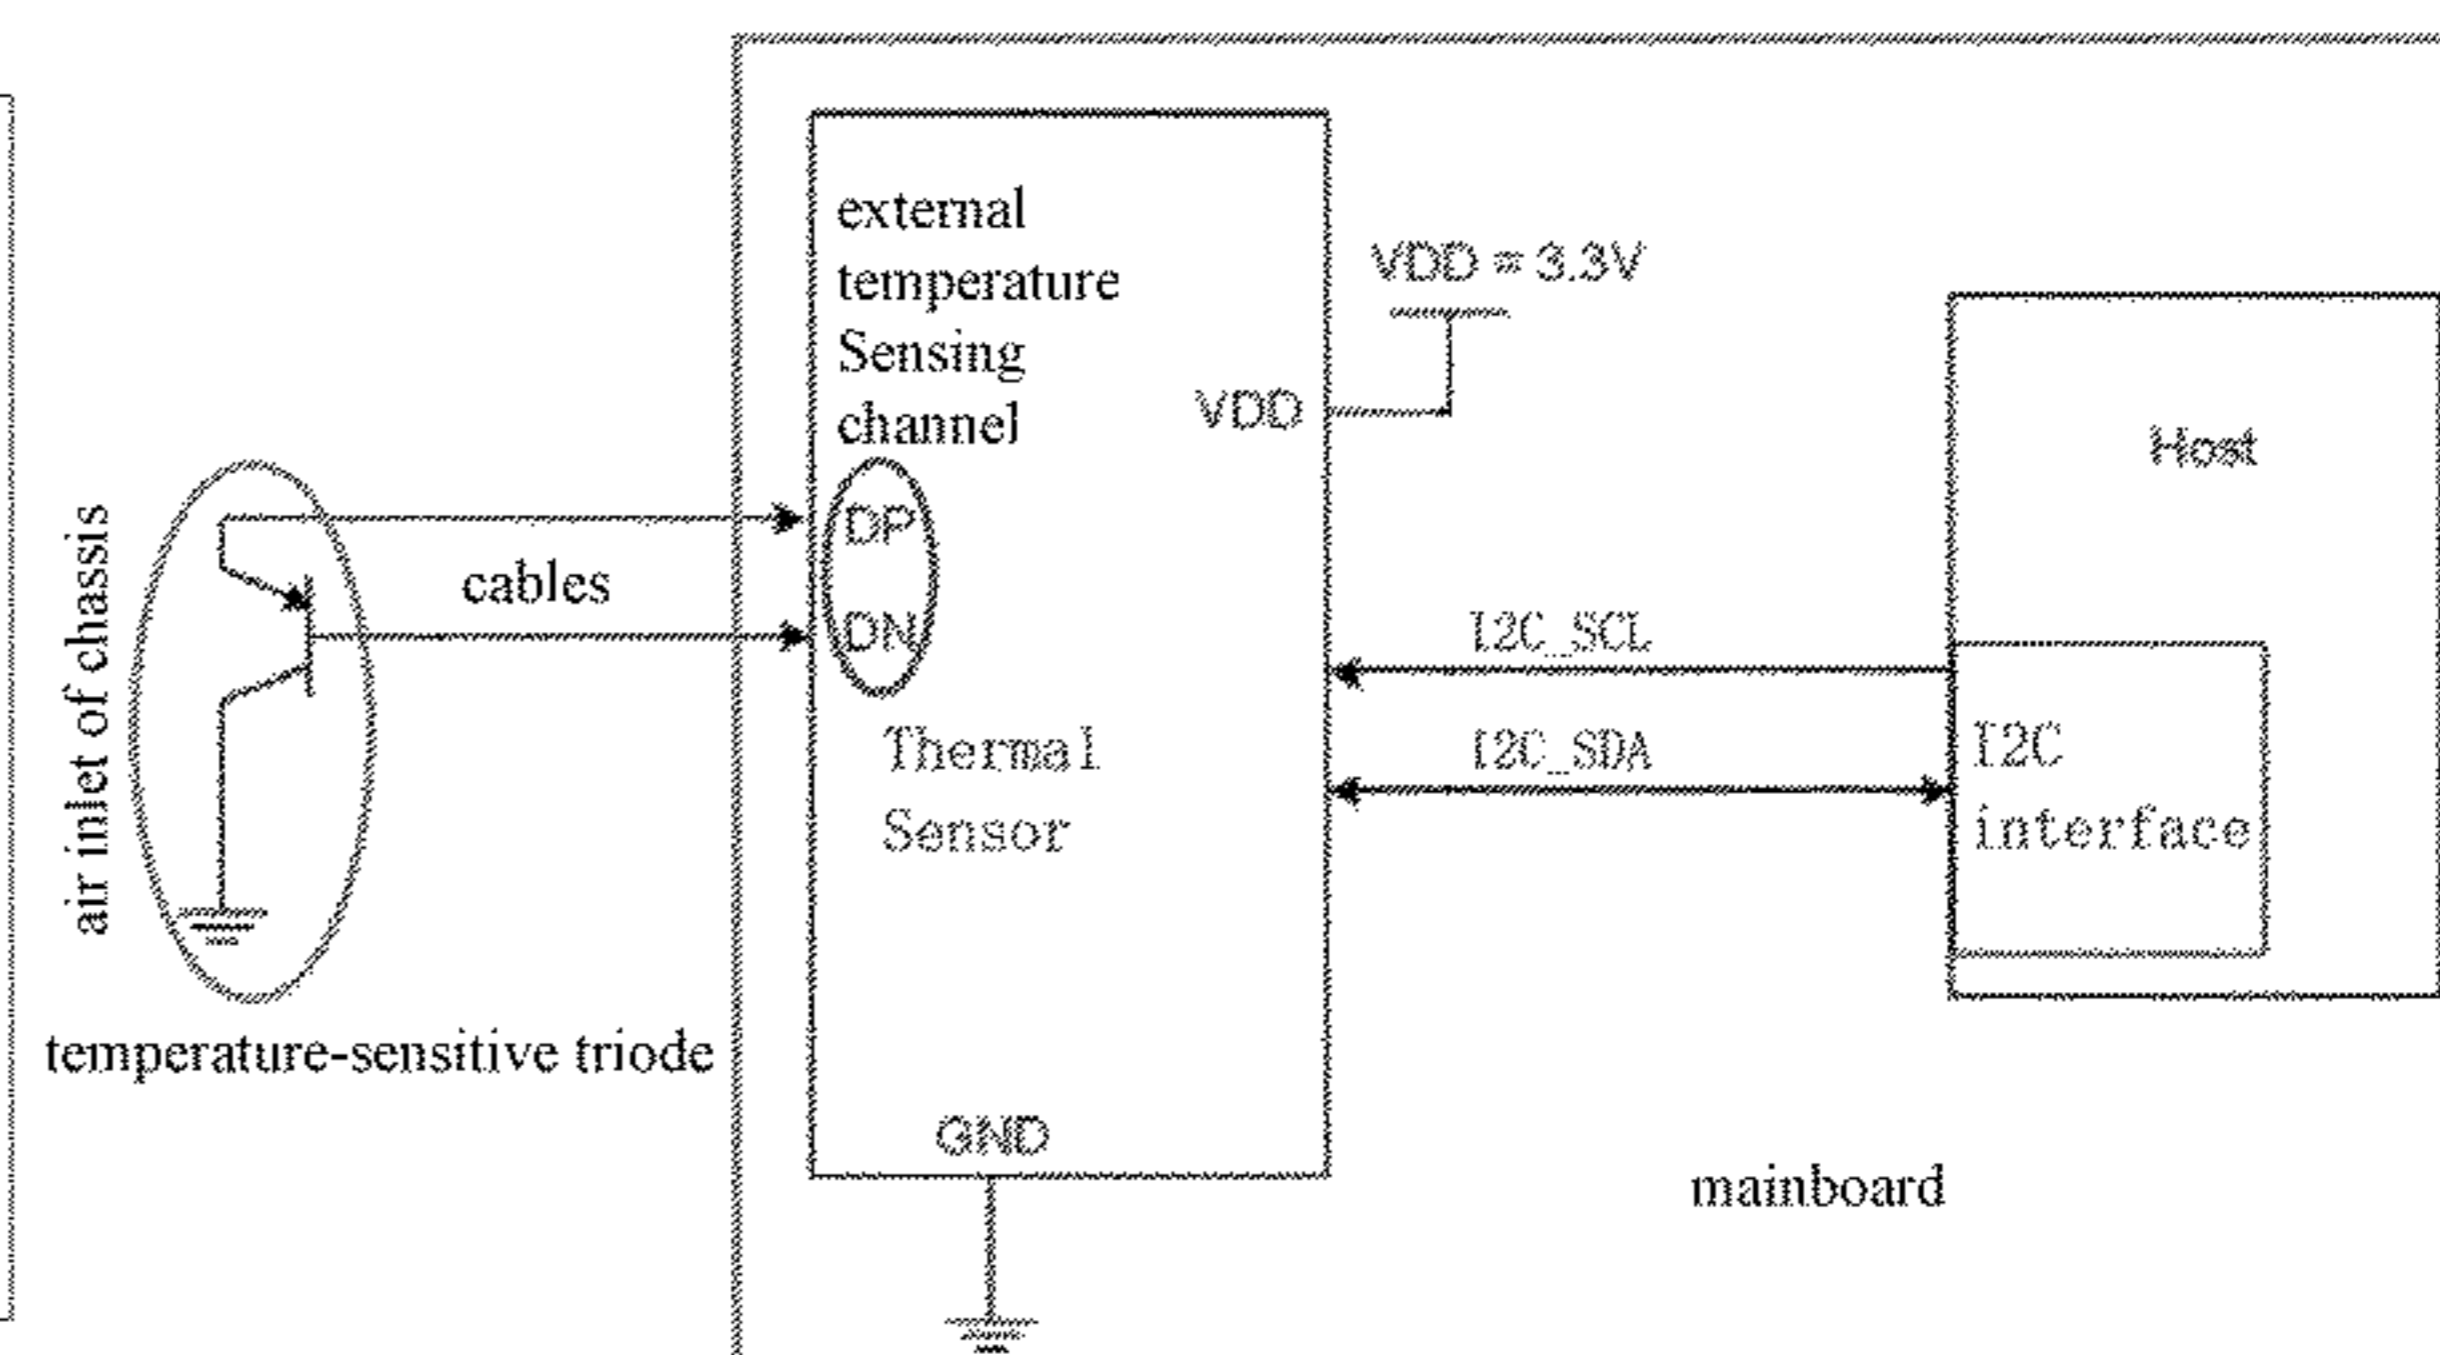 external
temperature
Sensing
channel
VDD = 3.3V
VDD
Host
DP
DN
cables
air inlet of chassis
I2C_SCL
I2C_SDA
I2C
interface
Thermal
Sensor
temperature-sensitive triode
GND
mainboard